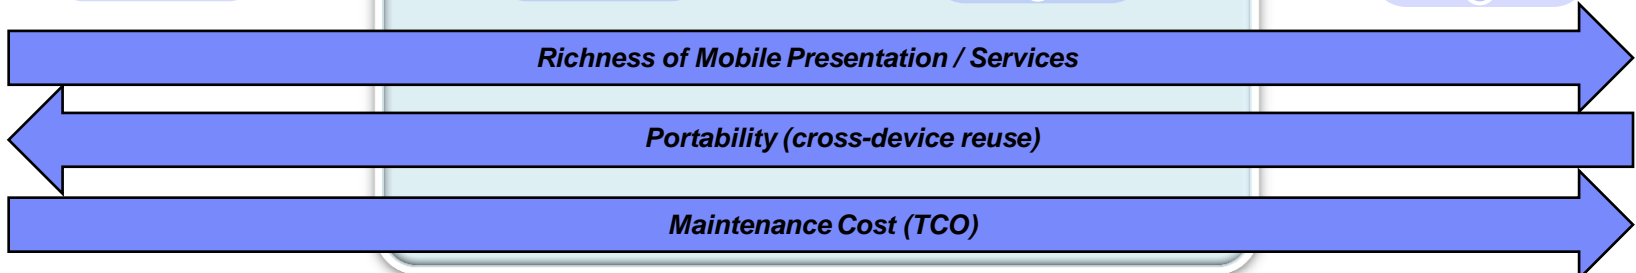 Richness of Mobile Presentation / Services
Portability (cross-device reuse)
Maintenance Cost (TCO)